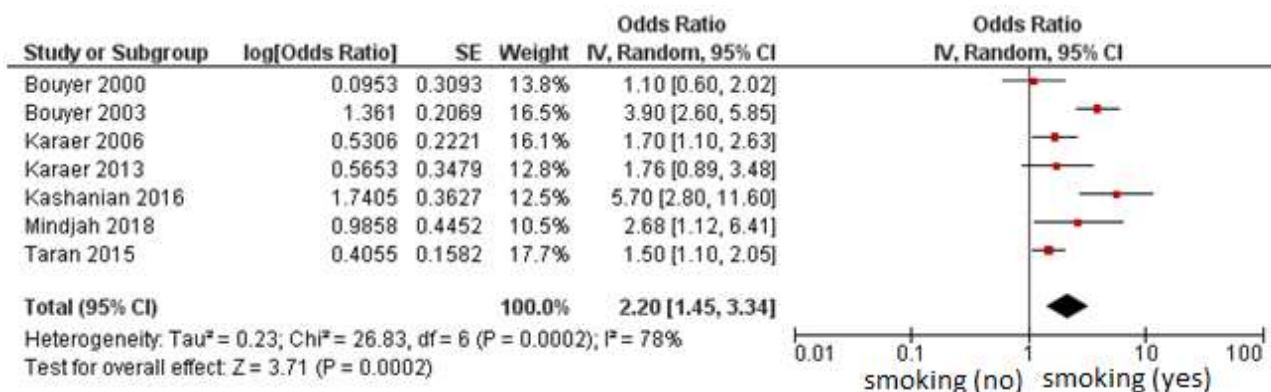 Odds Ratio Odds Ratio
Study or Subgroup log[Odds Ratio] SE Weight IV, Random, 95% CI IV, Random, 95% CI
Bouyer 2000 0.0953 0.3093 13.8% 1.10 [0.60, 2.02]
Bouyer 2003 1.361 0.2069 16.5% 3.90 [2.60, 5.85]
Karaer 2006 0.5306 0.2221 16.1% 1.70 [1.10, 2.63]
Karaer 2013 0.5653 0.3479 12.8% 1.76 [0.89, 3.48]
Kashanian 2016 1.7405 0.3627 12.5% 5.70 [2.80, 11.60]
Mindjah 2018 0.9858 0.4452 10.5% 2.68 [1.12, 6.41]
Taran 2015 0.4055 0.1582 17.7% 1.50 [1.10, 2.05]
Total (95% CI) 100.0% 2.20 [1.45, 3.34]
Heterogeneity: Tau² = 0.23; Chi² = 26.83, df = 6 (P = 0.0002); I² = 78%
Test for overall effect: Z = 3.71 (P = 0.0002)
0.01 0.1 1 10 100
smoking (no) smoking (yes)